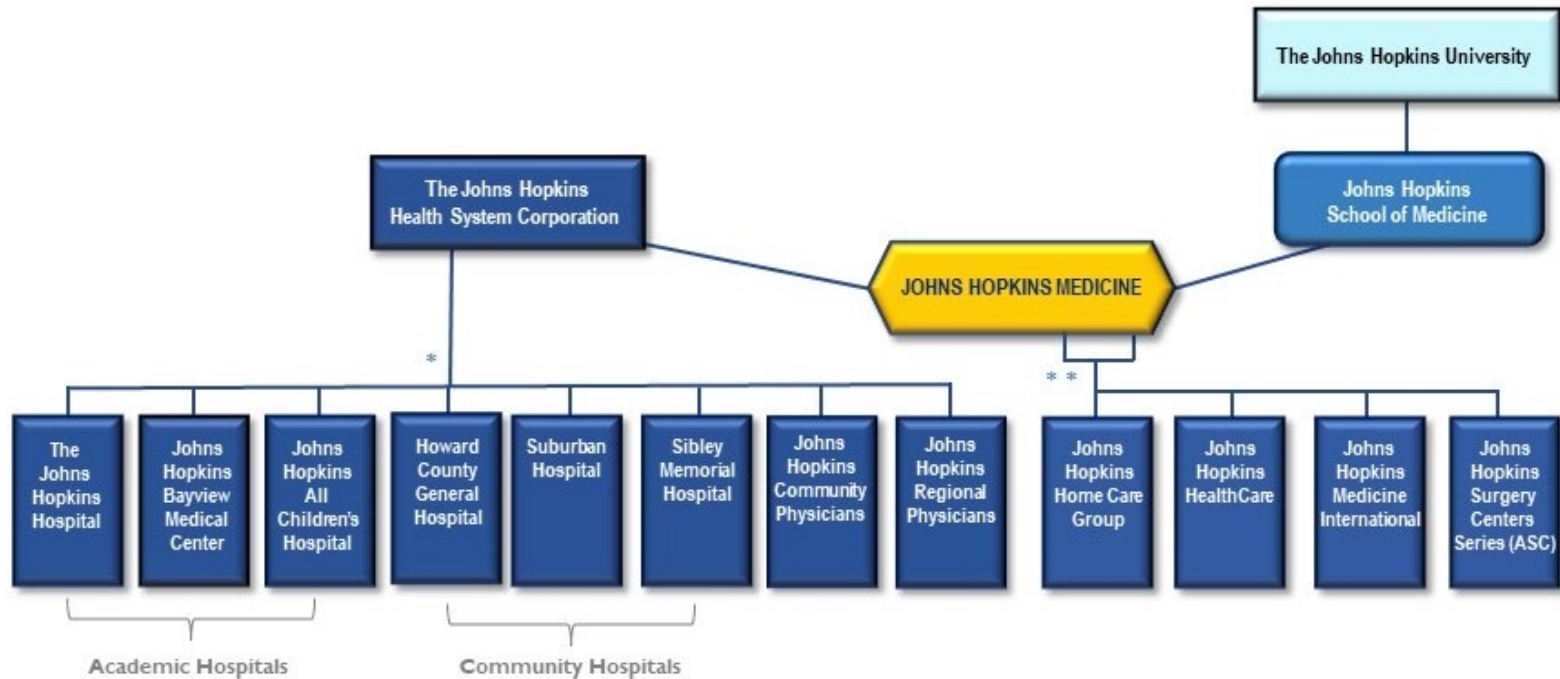 The Johns Hopkins University
The Johns Hopkins
Health System Corporation
Johns Hopkins
School of Medicine
JOHNS HOPKINS MEDICINE
*
* *
The
Johns
Hopkins
Hospital
Johns
Hopkins
Bayview
Medical
Center
Johns
Hopkins
All
Children's
Hospital
Howard
County
General
Hospital
Suburban
Hospital
Sibley
Memorial
Hospital
Johns
Hopkins
Community
Physicians
Johns
Hopkins
Regional
Physicians
Johns
Hopkins
Home Care
Group
Johns
Hopkins
HealthCare
Johns
Hopkins
Medicine
International
Johns
Hopkins
Surgery
Centers
Series (ASC)
Academic Hospitals
Community Hospitals